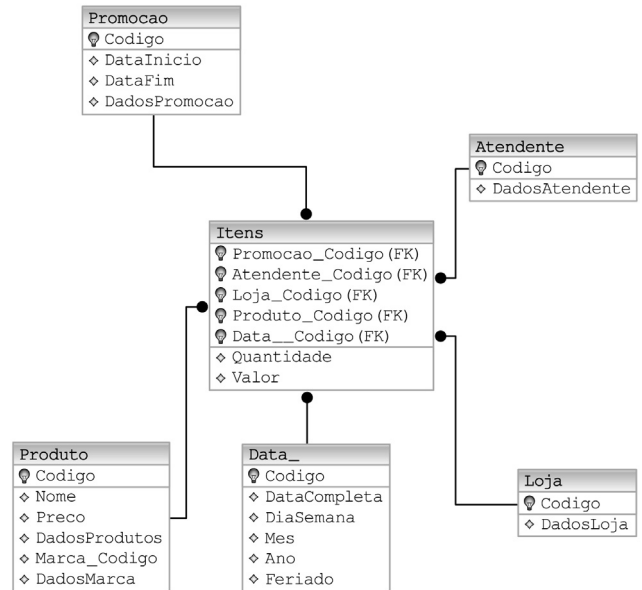 Promocao
Codigo
DataInicio
DataFim
DadosPromocao
Atendente
Codigo
DadosAtendente
Itens
Promocao_Codigo (FK)
Atendente_Codigo (FK)
Loja_Codigo (FK)
Produto_Codigo (FK)
Data__Codigo (FK)
Quantidade
Valor
Produto
Codigo
Nome
Preco
DadosProdutos
Marca_Codigo
DadosMarca
Data_
Codigo
DataCompleta
DiaSemana
Mes
Ano
Feriado
Loja
Codigo
DadosLoja